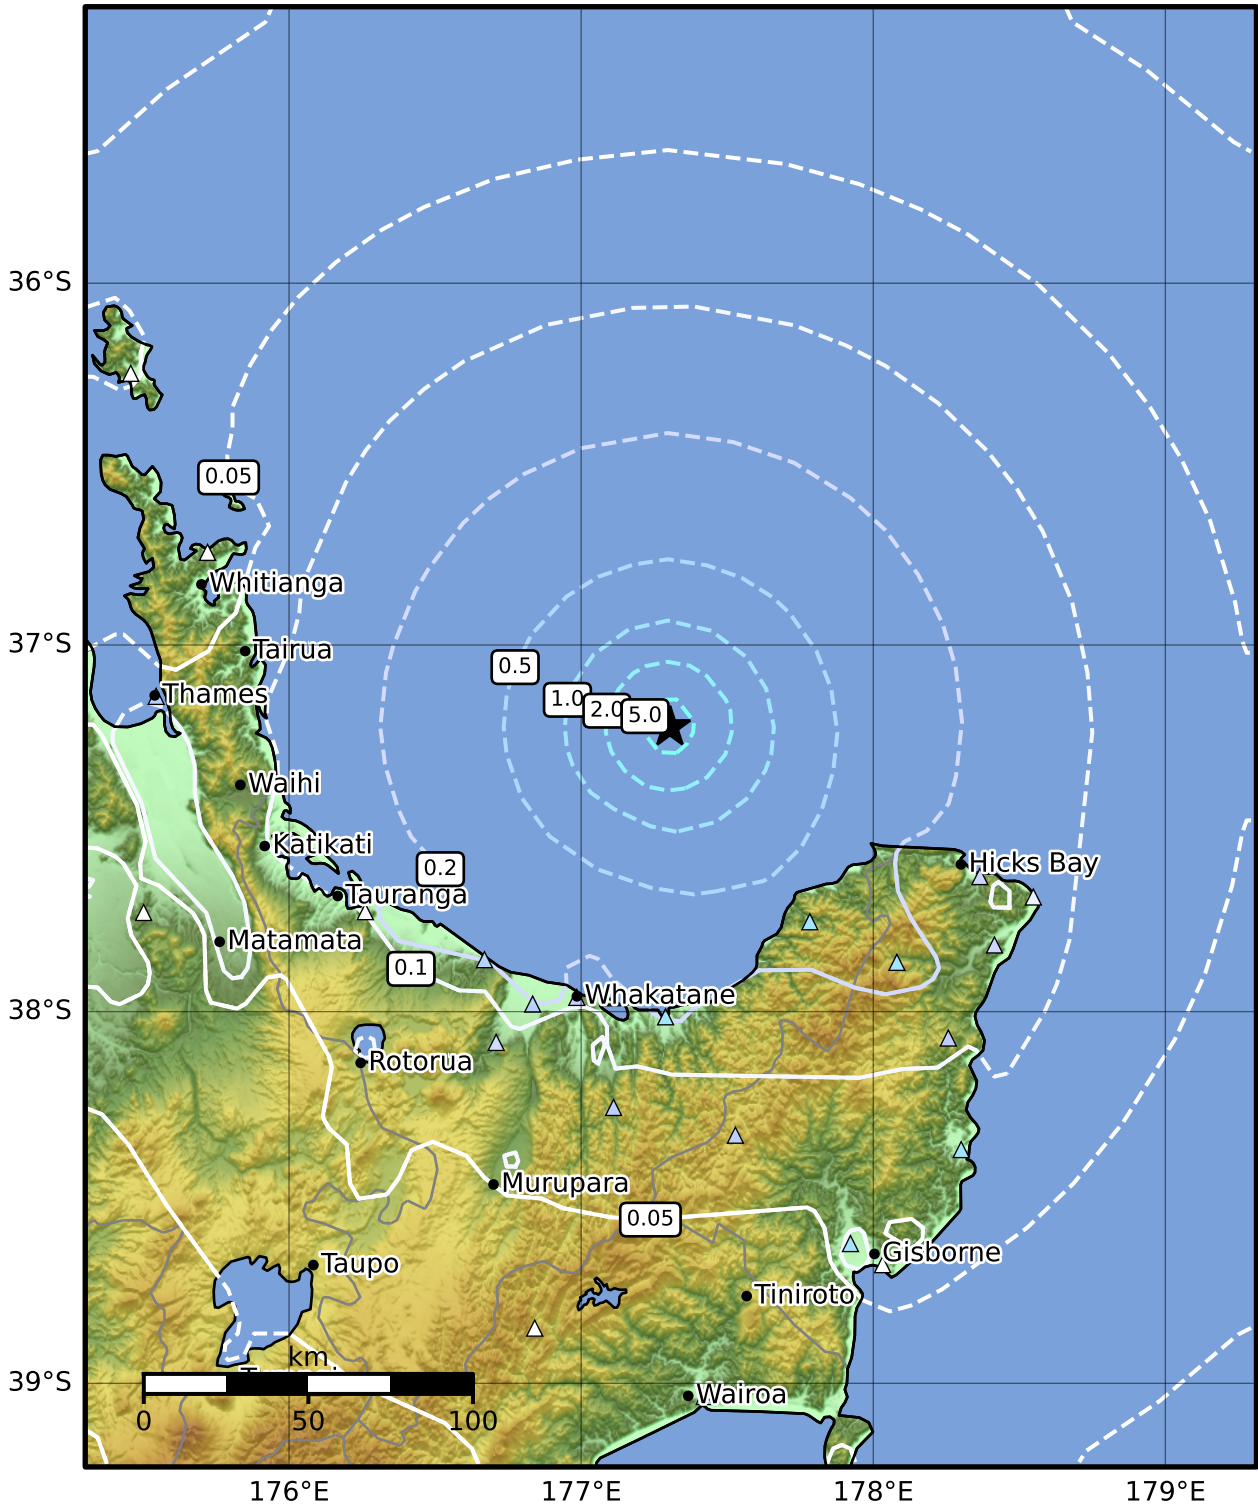 36°S
0.05
Whitianga
37°S
Tairua
0.5
Thames
1.0
2.0
5.0
Waihi
Katikati
0.2
Hicks Bay
Tauranga
Matamata
0.1
38°S
Whakatane
Rotorua
Murupara
0.05
Gisborne
Taupo
Tiniroto
km
39°S
Wairoa
0 50 100
176°E 177°E 178°E 179°E